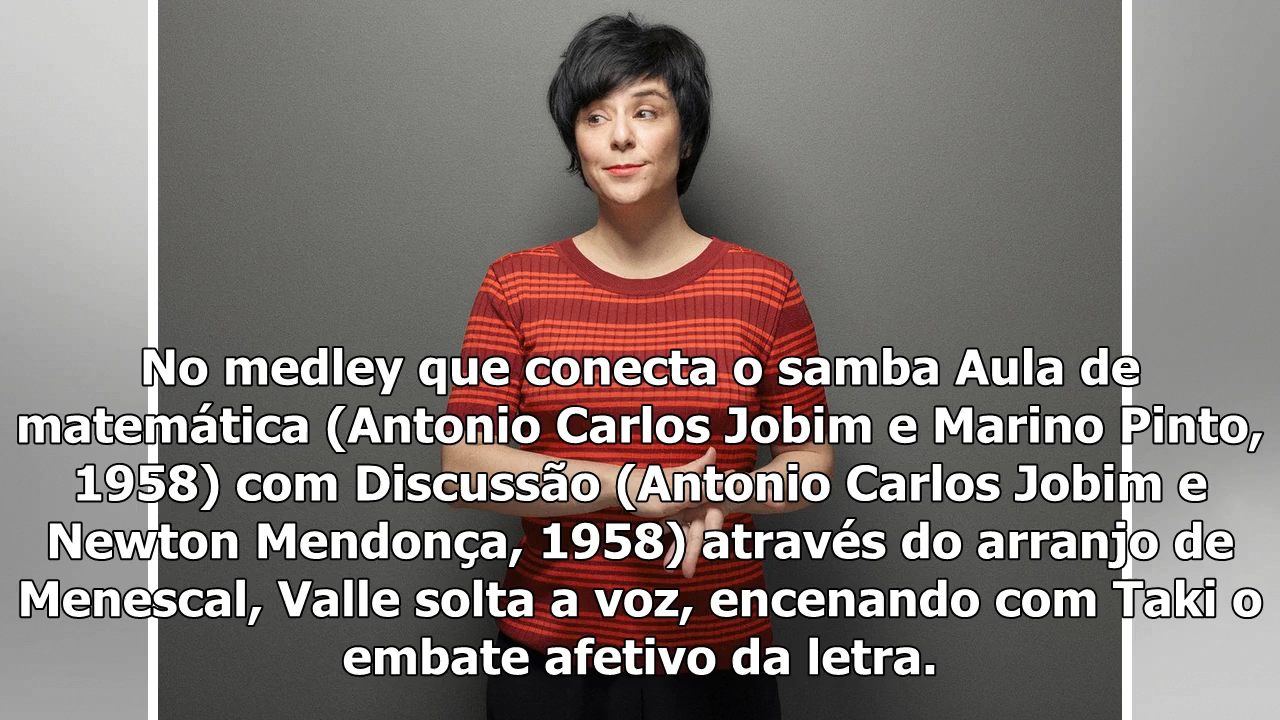 No medley que conecta o samba Aula de
matemática (Antonio Carlos Jobim e Marino Pinto,
1958) com Discussão (Antonio Carlos Jobim e
Newton Mendonça, 1958) através do arranjo de
Menescal, Valle solta a voz, encenando com Taki o
embate afetivo da letra.